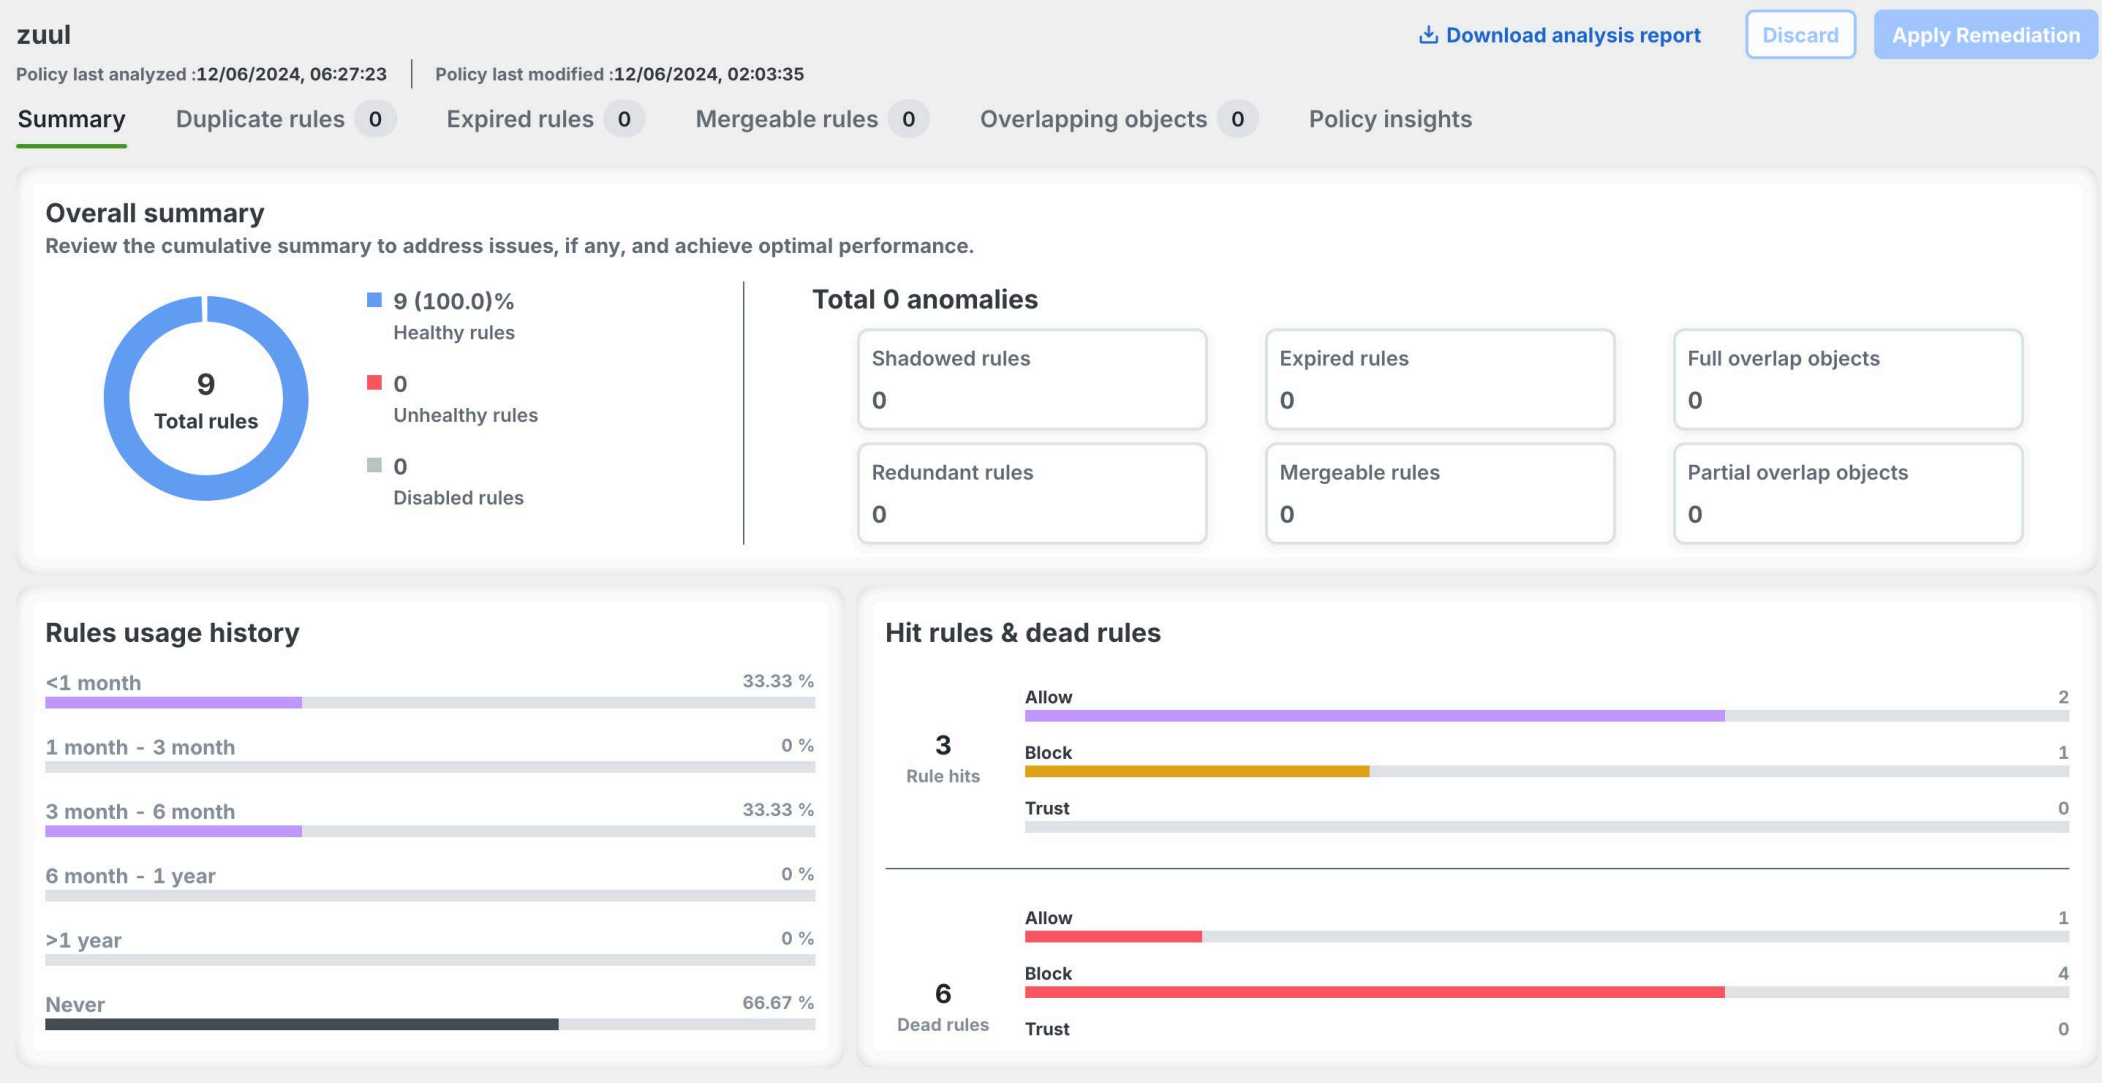 zuul
Download analysis report
Discard
Apply Remediation
Policy last analyzed :12/06/2024, 06:27:23
Policy last modified :12/06/2024, 02:03:35
Summary
Duplicate rules 0
Expired rules 0
Mergeable rules 0
Overlapping objects 0
Policy insights
Overall summary
Review the cumulative summary to address issues, if any, and achieve optimal performance.
9
Total rules
9 (100.0)%
Healthy rules
0
Unhealthy rules
0
Disabled rules
Total 0 anomalies
Shadowed rules
0
Expired rules
0
Full overlap objects
0
Redundant rules
0
Mergeable rules
0
Partial overlap objects
0
Rules usage history
<1 month 33.33 %
1 month - 3 month 0 %
3 month - 6 month 33.33 %
6 month - 1 year 0 %
>1 year 0 %
Never 66.67 %
Hit rules & dead rules
3
Rule hits
Allow 2
Block 1
Trust 0
6
Dead rules
Allow 1
Block 4
Trust 0